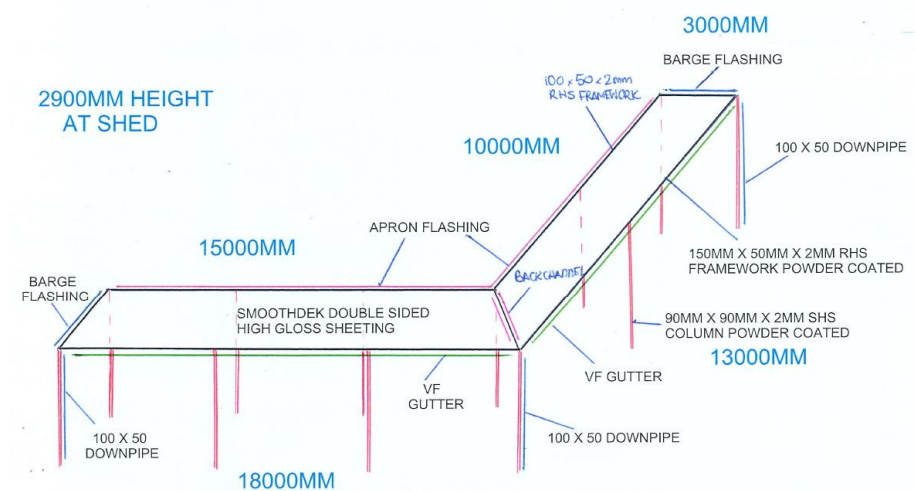 3000MM
BARGE FLASHING
100 x 50 x 2mm
RHS FRAMEWORK
2900MM HEIGHT
AT SHED
10000MM
100 X 50 DOWNPIPE
APRON FLASHING
15000MM
150MM X 50MM X 2MM RHS
FRAMEWORK POWDER COATED
BARGE
FLASHING
BACKCHANNEL
SMOOTHDEK DOUBLE SIDED
HIGH GLOSS SHEETING
90MM X 90MM X 2MM SHS
COLUMN POWDER COATED
13000MM
VF GUTTER
VF
GUTTER
100 X 50
DOWNPIPE
100 X 50 DOWNPIPE
18000MM